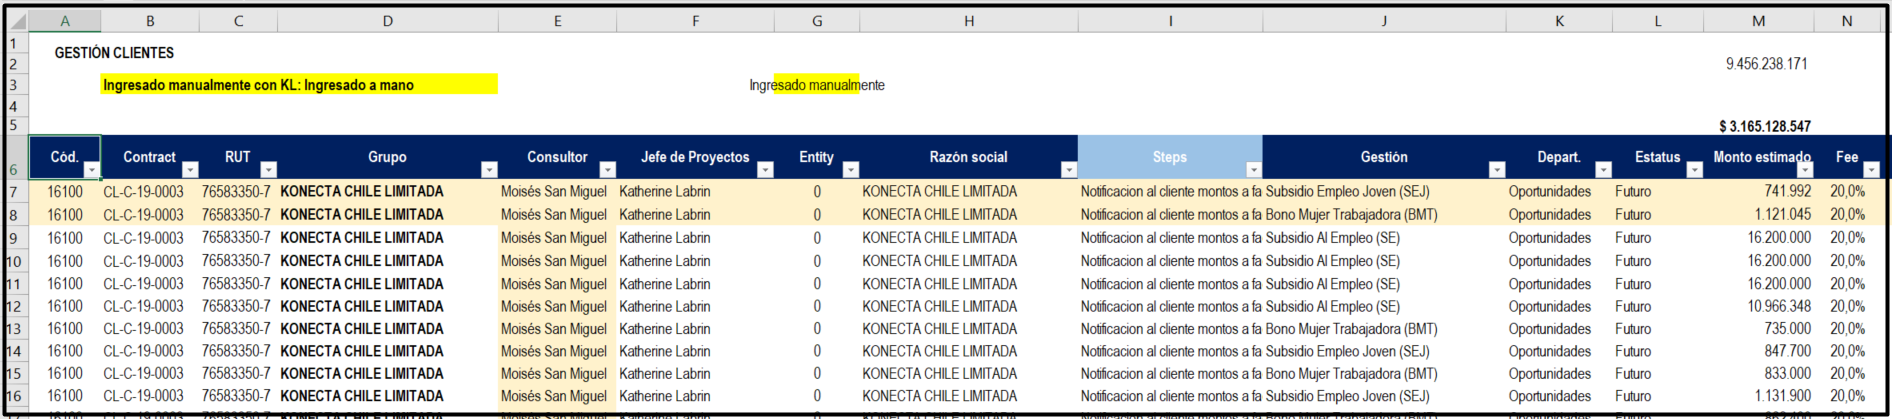 A B C D E F G H I J K L M N
1
GESTIÓN CLIENTES
2 9.456.238.171
3 Ingresado manualmente con KL: Ingresado a mano Ingresado manualmente
4
5 $ 3.165.128.547
6 Cód. Contract RUT Grupo Consultor Jefe de Proyectos Entity Razón social Steps Gestión Depart. Estatus Monto estimado Fee
7 16100 CL-C-19-0003 76583350-7 KONECTA CHILE LIMITADA Moisés San Miguel Katherine Labrin 0 KONECTA CHILE LIMITADA Notificacion al cliente montos a fa Subsidio Empleo Joven (SEJ) Oportunidades Futuro 741.992 20,0%
8 16100 CL-C-19-0003 76583350-7 KONECTA CHILE LIMITADA Moisés San Miguel Katherine Labrin 0 KONECTA CHILE LIMITADA Notificacion al cliente montos a fa Bono Mujer Trabajadora (BMT) Oportunidades Futuro 1.121.045 20,0%
9 16100 CL-C-19-0003 76583350-7 KONECTA CHILE LIMITADA Moisés San Miguel Katherine Labrin 0 KONECTA CHILE LIMITADA Notificacion al cliente montos a fa Subsidio Al Empleo (SE) Oportunidades Futuro 16.200.000 20,0%
10 16100 CL-C-19-0003 76583350-7 KONECTA CHILE LIMITADA Moisés San Miguel Katherine Labrin 0 KONECTA CHILE LIMITADA Notificacion al cliente montos a fa Subsidio Al Empleo (SE) Oportunidades Futuro 16.200.000 20,0%
11 16100 CL-C-19-0003 76583350-7 KONECTA CHILE LIMITADA Moisés San Miguel Katherine Labrin 0 KONECTA CHILE LIMITADA Notificacion al cliente montos a fa Subsidio Al Empleo (SE) Oportunidades Futuro 16.200.000 20,0%
12 16100 CL-C-19-0003 76583350-7 KONECTA CHILE LIMITADA Moisés San Miguel Katherine Labrin 0 KONECTA CHILE LIMITADA Notificacion al cliente montos a fa Subsidio Al Empleo (SE) Oportunidades Futuro 10.966.348 20,0%
13 16100 CL-C-19-0003 76583350-7 KONECTA CHILE LIMITADA Moisés San Miguel Katherine Labrin 0 KONECTA CHILE LIMITADA Notificacion al cliente montos a fa Bono Mujer Trabajadora (BMT) Oportunidades Futuro 735.000 20,0%
14 16100 CL-C-19-0003 76583350-7 KONECTA CHILE LIMITADA Moisés San Miguel Katherine Labrin 0 KONECTA CHILE LIMITADA Notificacion al cliente montos a fa Subsidio Empleo Joven (SEJ) Oportunidades Futuro 847.700 20,0%
15 16100 CL-C-19-0003 76583350-7 KONECTA CHILE LIMITADA Moisés San Miguel Katherine Labrin 0 KONECTA CHILE LIMITADA Notificacion al cliente montos a fa Bono Mujer Trabajadora (BMT) Oportunidades Futuro 833.000 20,0%
16 16100 CL-C-19-0003 76583350-7 KONECTA CHILE LIMITADA Moisés San Miguel Katherine Labrin 0 KONECTA CHILE LIMITADA Notificacion al cliente montos a fa Subsidio Empleo Joven (SEJ) Oportunidades Futuro 1.131.900 20,0%